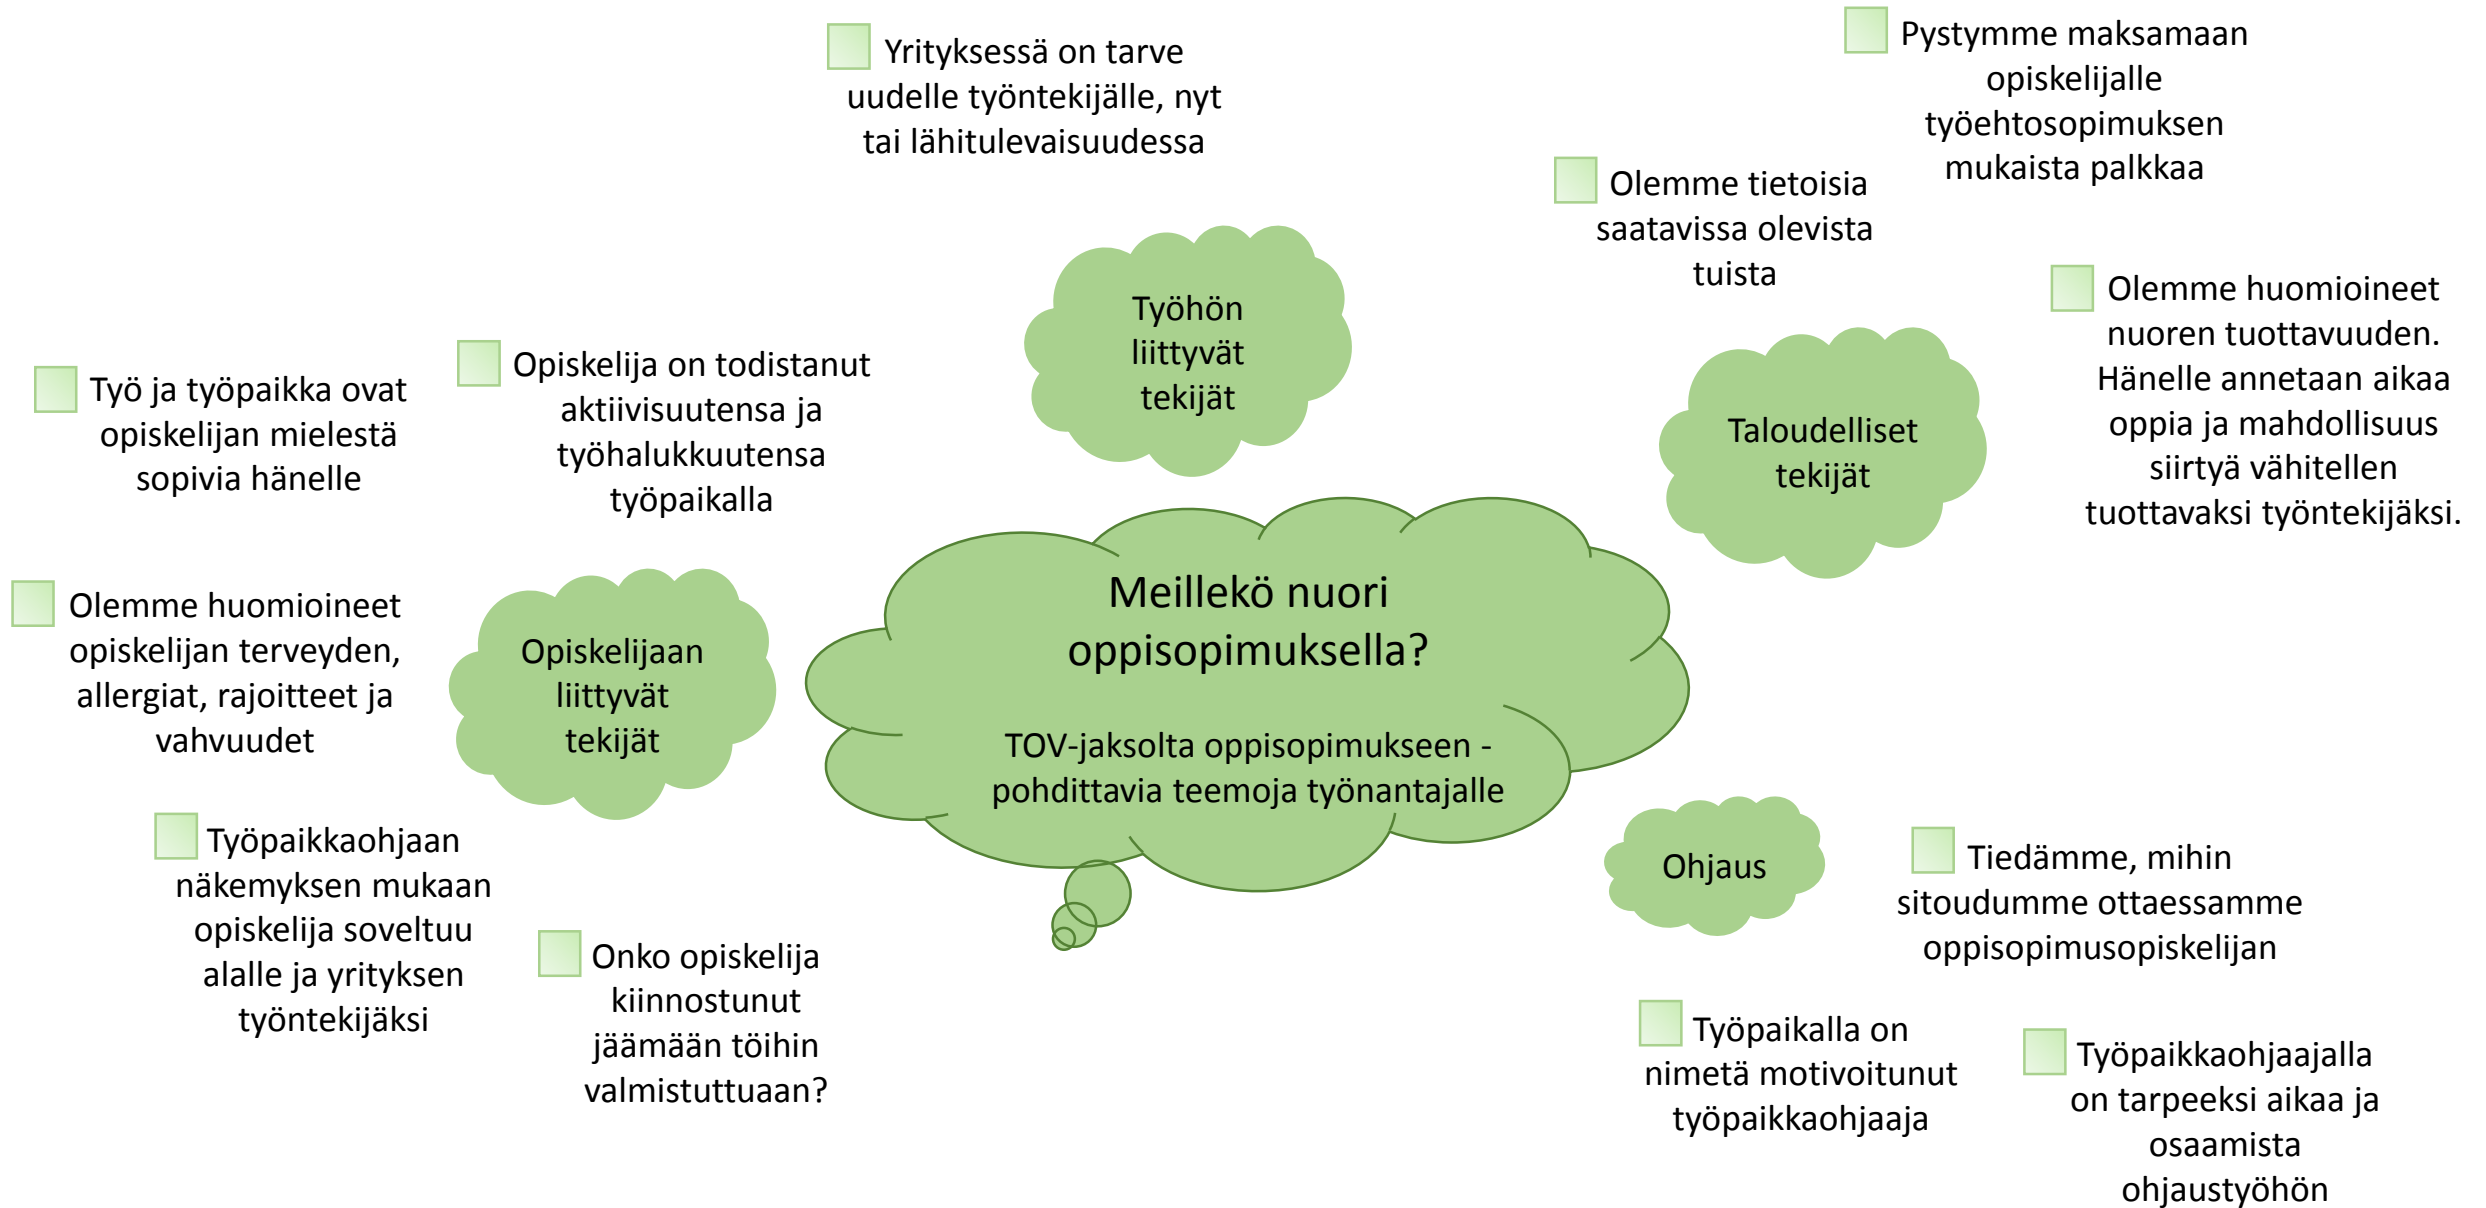 Yrityksessä on tarve
uudelle työntekijälle, nyt
tai lähitulevaisuudessa
Pystymme maksamaan
opiskelijalle
työehtosopimuksen
mukaista palkkaa
Olemme tietoisia
saatavissa olevista
tuista
Olemme huomioineet
nuoren tuottavuuden.
Hänelle annetaan aikaa
oppia ja mahdollisuus
siirtyä vähitellen
tuottavaksi työntekijäksi.
Työhön
liittyvät
tekijät
Taloudelliset
tekijät
Työ ja työpaikka ovat
opiskelijan mielestä
sopivia hänelle
Opiskelija on todistanut
aktiivisuutensa ja
työhalukkuutensa
työpaikalla
Olemme huomioineet
opiskelijan terveyden,
allergiat, rajoitteet ja
vahvuudet
Opiskelijaan
liittyvät
tekijät
Meillekö nuori
oppisopimuksella?
TOV-jaksolta oppisopimukseen -
pohdittavia teemoja työnantajalle
Työpaikkaohjaan
näkemyksen mukaan
opiskelija soveltuu
alalle ja yrityksen
työntekijäksi
Onko opiskelija
kiinnostunut
jäämään töihin
valmistuttuaan?
Ohjaus
Tiedämme, mihin
sitoudumme ottaessamme
oppisopimusopiskelijan
Työpaikalla on
nimetä motivoitunut
työpaikkaohjaaja
Työpaikkaohjaajalla
on tarpeeksi aikaa ja
osaamista
ohjaustyöhön